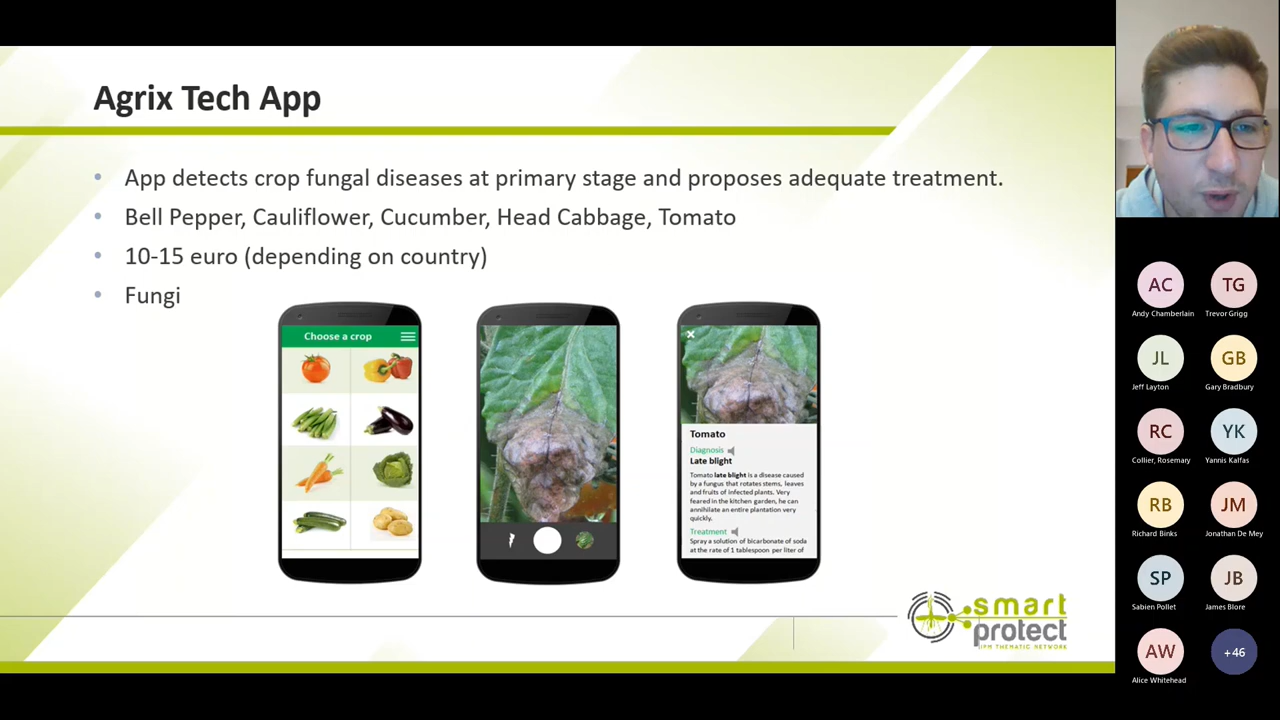 Agrix Tech App
• App detects crop fungal diseases at primary stage and proposes adequate treatment.
• Bell Pepper, Cauliflower, Cucumber, Head Cabbage, Tomato
• 10-15 euro (depending on country)
• Fungi
Choose a crop
Tomato
Diagnosis
Late blight
Tomato late blight is a disease caused
by a fungus that rotates stems, leaves
and fruits of infected plants. Very
feared in the kitchen garden, he can
annihilate an entire plantation very
quickly.
Treatment
Spray a solution of bicarbonate of soda
at the rate of 1 tablespoon per liter of
smart
protect
IPM THEMATIC NETWORK
AC
Andy Chamberlain
TG
Trevor Grigg
JL
Jeff Layton
GB
Gary Bradbury
RC
Collier, Rosemary
YK
Yannis Kalfas
RB
Richard Binks
JM
Jonathan De Mey
SP
Sabien Pollet
JB
James Blore
AW
Alice Whitehead
+46